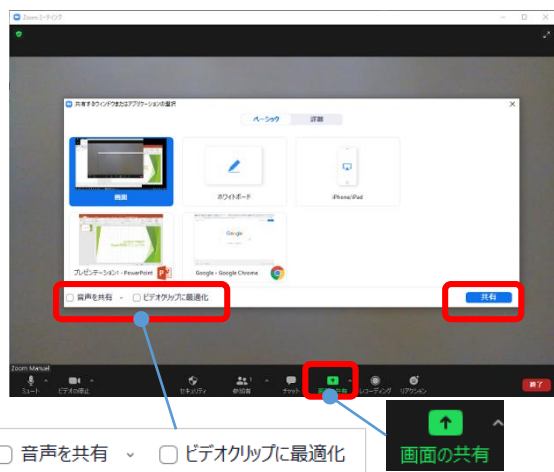 Zoom ミーティング
共有するウィンドウまたはアプリケーションの選択
ベーシック 詳細
画面 ホワイトボード iPhone/iPad
プレゼンテーション1 - PowerPoint Google - Google Chrome
音声を共有 ビデオクリップに最適化 共有
Zoom Manual
ミュート ビデオの停止 セキュリティ 参加者 1 チャット 画面の共有 レコーディング リアクション 終了
音声を共有 ビデオクリップに最適化
画面の共有